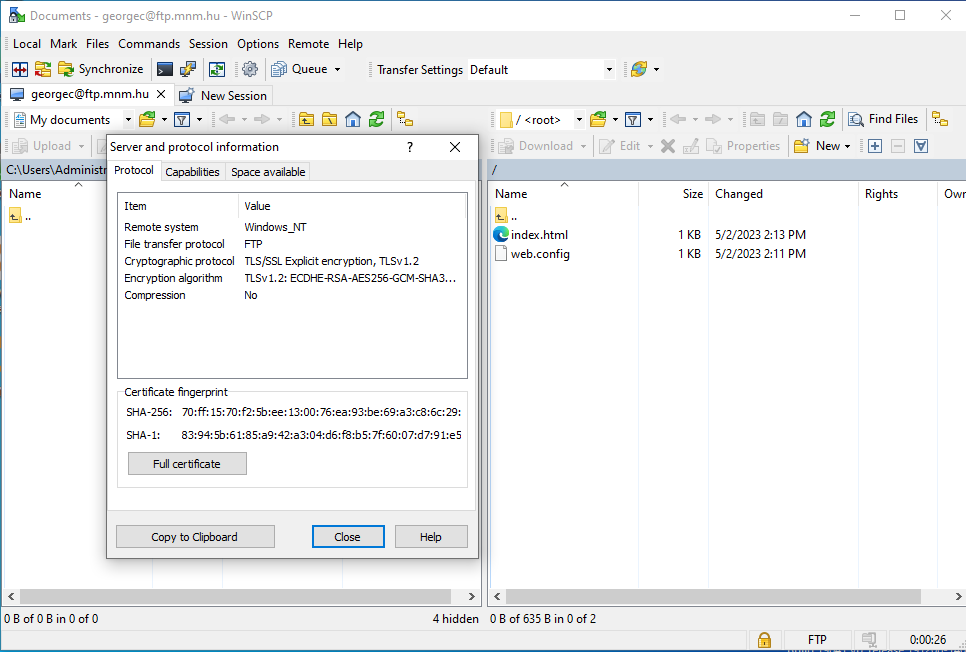 Documents - georgec@ftp.mnm.hu - WinSCP
Local Mark Files Commands Session Options Remote Help
Synchronize Queue Transfer Settings Default
georgec@ftp.mnm.hu New Session
My documents / <root> Find Files
Upload Download Edit Properties New
C:\Users\Administr /
Name
..
Name Size Changed Rights Own
..
index.html 1 KB 5/2/2023 2:13 PM
web.config 1 KB 5/2/2023 2:11 PM
Server and protocol information ?
Protocol Capabilities Space available
Item Value
Remote system Windows_NT
File transfer protocol FTP
Cryptographic protocol TLS/SSL Explicit encryption, TLSv1.2
Encryption algorithm TLSv1.2: ECDHE-RSA-AES256-GCM-SHA3...
Compression No
Certificate fingerprint
SHA-256: 70:ff:15:70:f2:5b:ee:13:00:76:ea:93:be:69:a3:c8:6c:29:
SHA-1: 83:94:5b:61:85:a9:42:a3:04:d6:f8:b5:7f:60:07:d7:91:e5
Full certificate
Copy to Clipboard Close Help
0 B of 0 B in 0 of 0 4 hidden 0 B of 635 B in 0 of 2
FTP 0:00:26